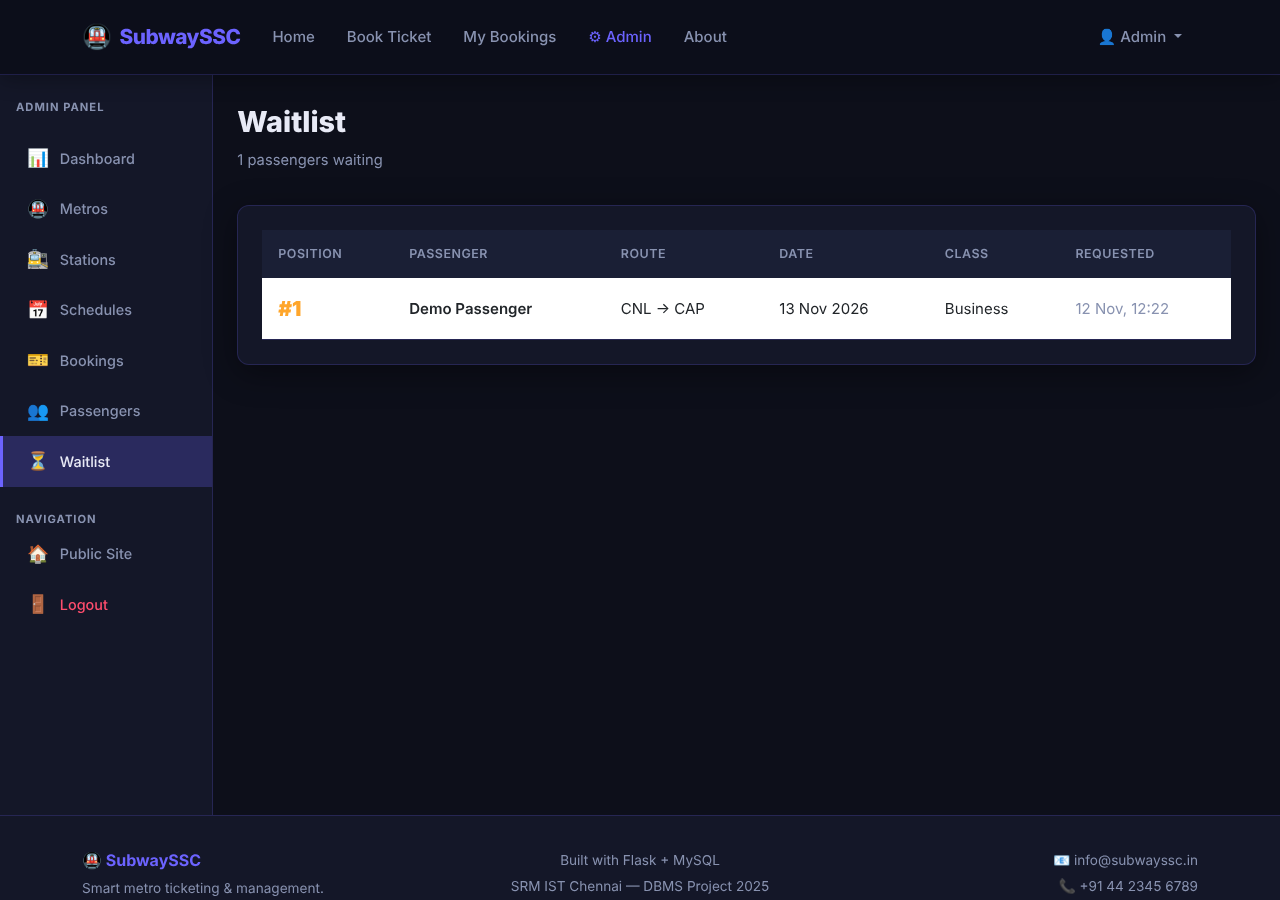 SubwaySSC Home Book Ticket My Bookings ⚙ Admin About 👤 Admin
ADMIN PANEL
Dashboard
Metros
Stations
Schedules
Bookings
Passengers
Waitlist
NAVIGATION
Public Site
Logout
Waitlist
1 passengers waiting
POSITION PASSENGER ROUTE DATE CLASS REQUESTED
#1 Demo Passenger CNL → CAP 13 Nov 2026 Business 12 Nov, 12:22
SubwaySSC
Smart metro ticketing & management.
Built with Flask + MySQL
SRM IST Chennai — DBMS Project 2025
info@subwayssc.in
+91 44 2345 6789